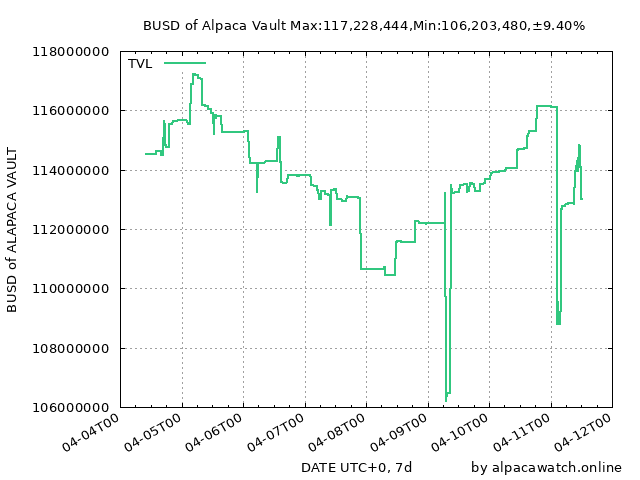 BUSD of Alpaca Vault Max:117,228,444,Min:106,203,480,±9.40%
118000000
TVL
116000000
114000000
112000000
110000000
108000000
106000000
BUSD of ALAPACA VAULT
04-04T00
04-05T00
04-06T00
04-07T00
04-08T00
04-09T00
04-10T00
04-11T00
04-12T00
DATE UTC+0, 7d
by alpacawatch.online